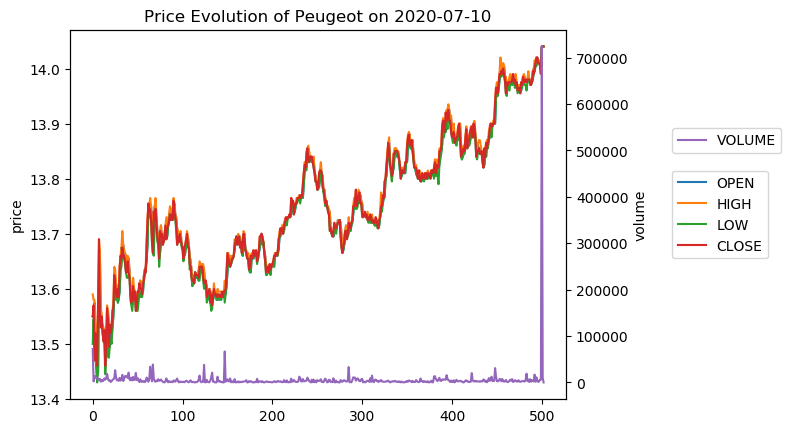 Price Evolution of Peugeot on 2020-07-10
price
14.0
13.9
13.8
13.7
13.6
13.5
13.4
0
100
200
300
400
500
700000
600000
500000
400000
300000
200000
100000
0
volume
VOLUME
OPEN
HIGH
LOW
CLOSE